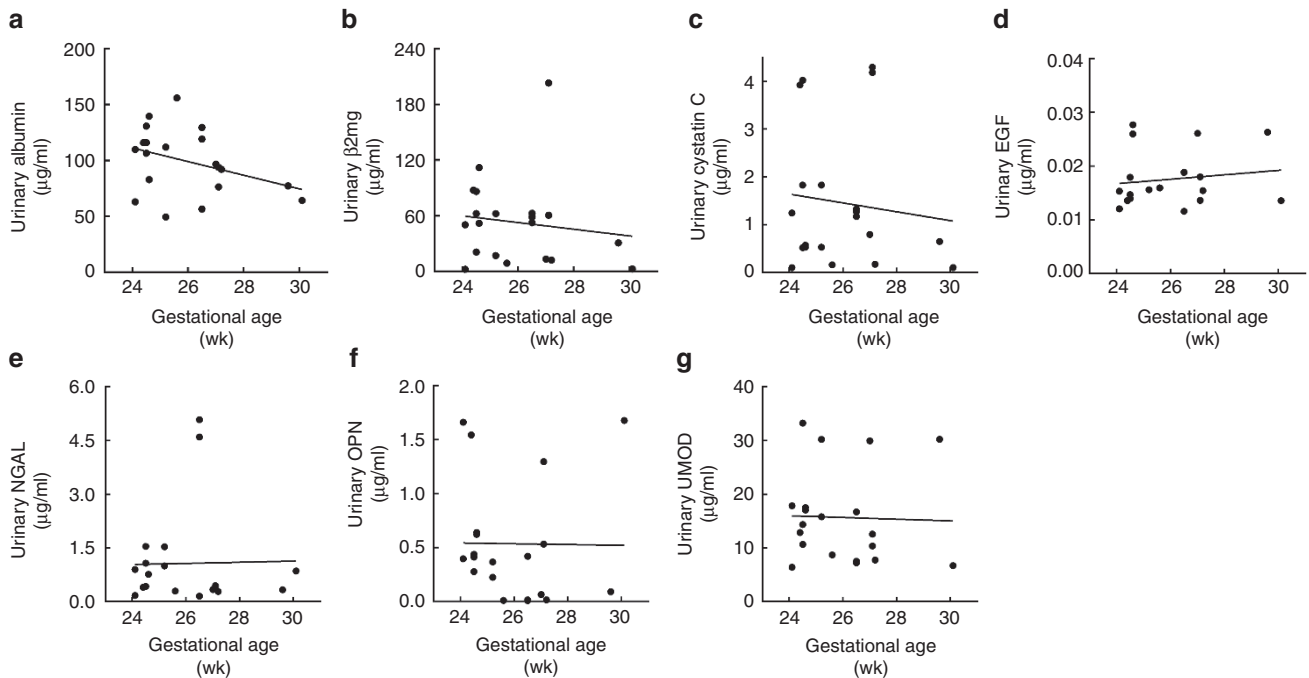 a
Urinary albumin
(μg/ml)
200
150
100
50
0
24 26 28 30
Gestational age
(wk)
b
Urinary β2mg
(μg/ml)
240
180
120
60
0
24 26 28 30
Gestational age
(wk)
c
Urinary cystatin C
(μg/ml)
4
3
2
1
0
24 26 28 30
Gestational age
(wk)
d
Urinary EGF
(μg/ml)
0.04
0.03
0.02
0.01
0.00
24 26 28 30
Gestational age
(wk)
e
Urinary NGAL
(μg/ml)
6.0
4.5
3.0
1.5
0.0
24 26 28 30
Gestational age
(wk)
f
Urinary OPN
(μg/ml)
2.0
1.5
1.0
0.5
0.0
24 26 28 30
Gestational age
(wk)
g
Urinary UMOD
(μg/ml)
40
30
20
10
0
24 26 28 30
Gestational age
(wk)